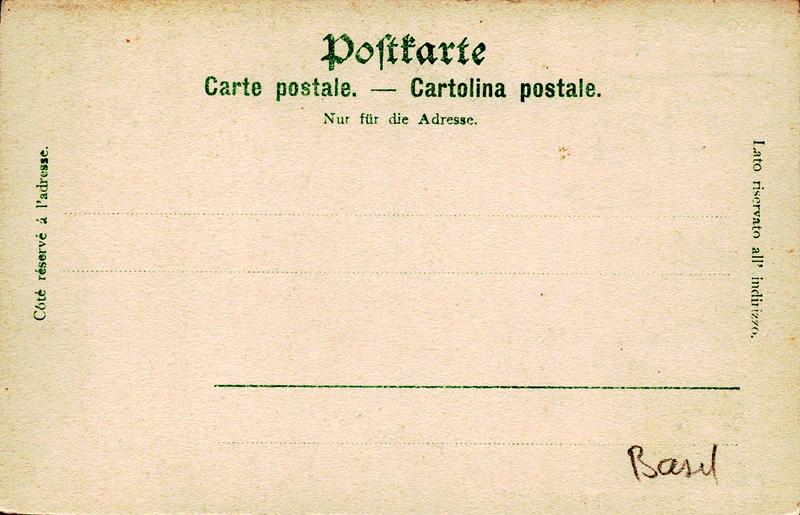 Postkarte
Carte postale. — Cartolina postale.
Nur für die Adresse.
Côté réservé á l'adresse.
Lato riservato all' indirizzo.
Basel